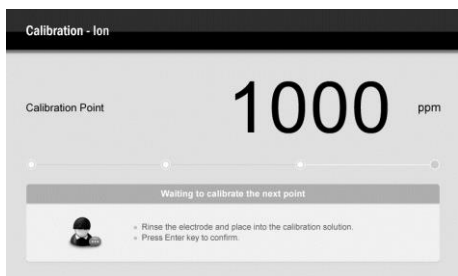 Calibration - Ion
Calibration Point
1000
ppm
Waiting to calibrate the next point
Rinse the electrode and place into the calibration solution.
Press Enter key to confirm.